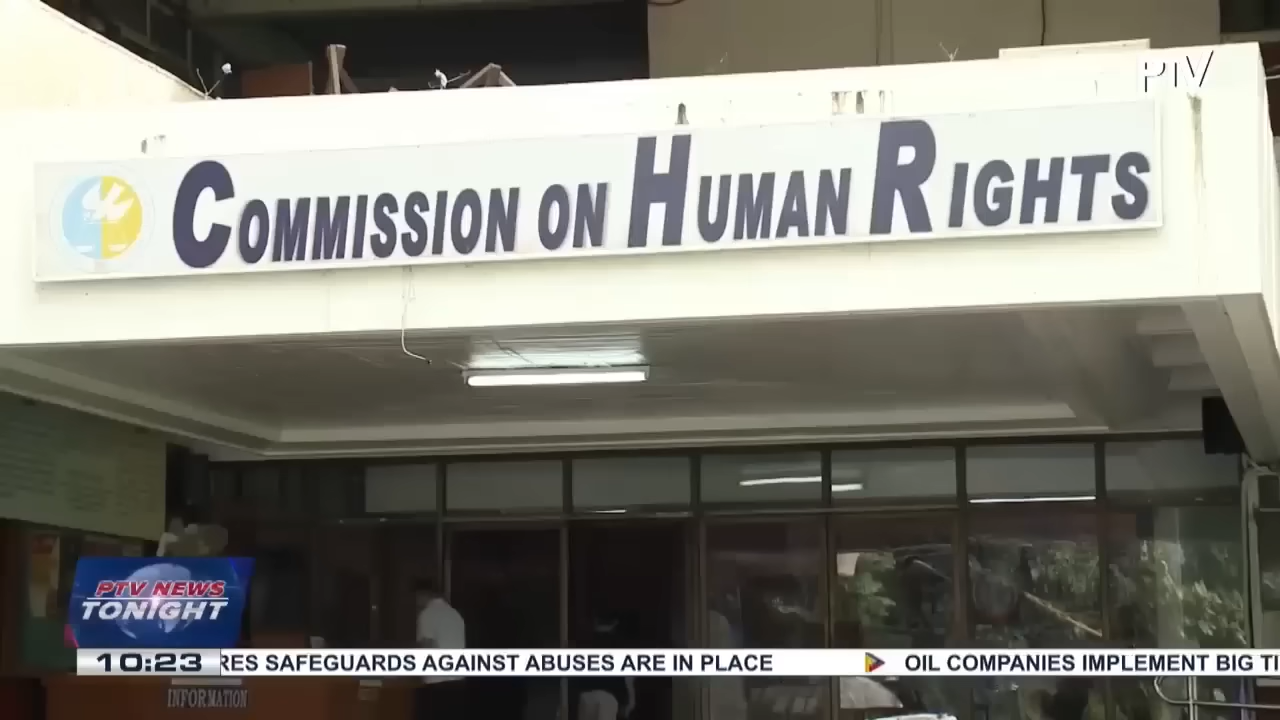 PTV
COMMISSION ON HUMAN RIGHTS
PTV NEWS
TONIGHT
10:23 RES SAFEGUARDS AGAINST ABUSES ARE IN PLACE OIL COMPANIES IMPLEMENT BIG TI
INFORMATION